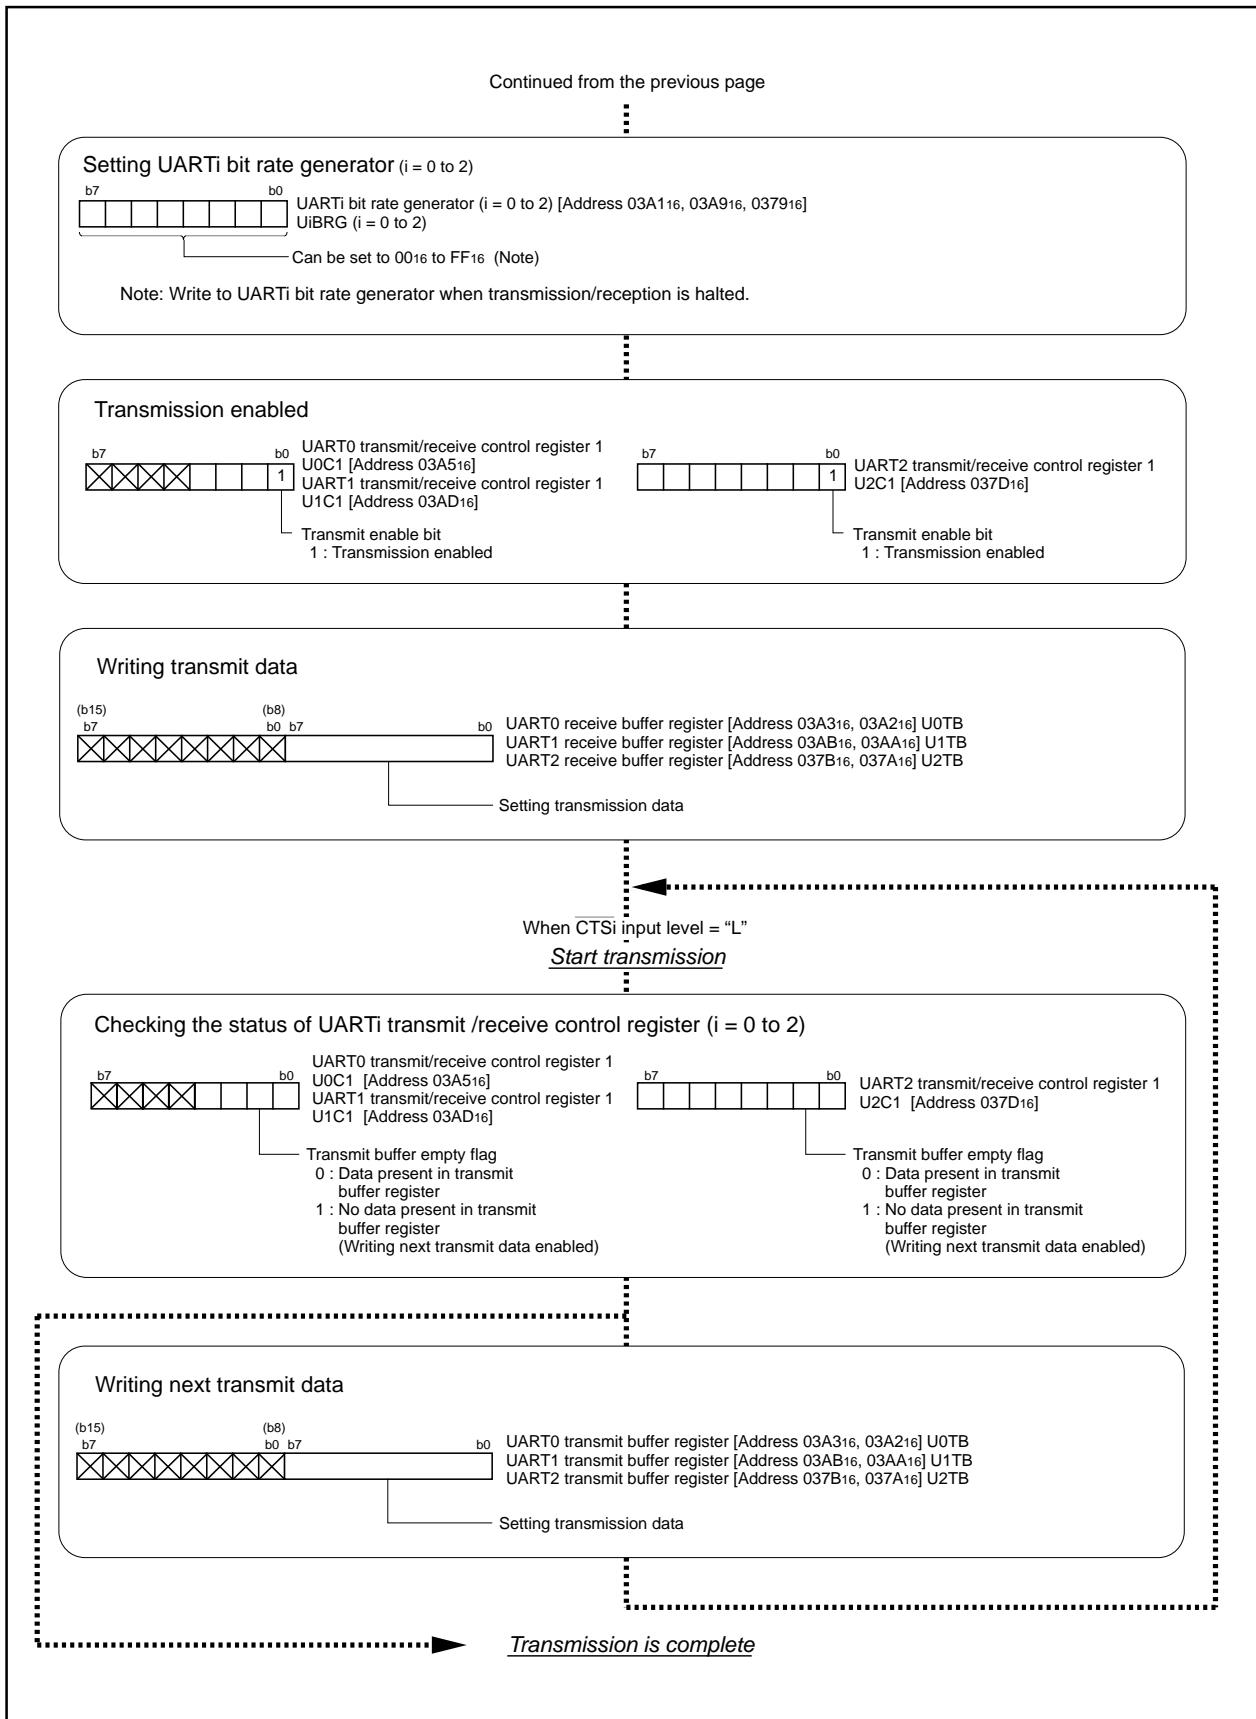 Continued from the previous page
Setting UARTi bit rate generator (i = 0 to 2)
b7 b0
UARTi bit rate generator (i = 0 to 2) [Address 03A116, 03A916, 037916]
UiBRG (i = 0 to 2)
Can be set to 0016 to FF16 (Note)
Note: Write to UARTi bit rate generator when transmission/reception is halted.
Transmission enabled
b7 b0
1
UART0 transmit/receive control register 1
U0C1 [Address 03A516]
UART1 transmit/receive control register 1
U1C1 [Address 03AD16]
Transmit enable bit
1 : Transmission enabled
b7 b0
1
UART2 transmit/receive control register 1
U2C1 [Address 037D16]
Transmit enable bit
1 : Transmission enabled
Writing transmit data
(b15) (b8)
b7 b0 b7 b0
UART0 receive buffer register [Address 03A316, 03A216] U0TB
UART1 receive buffer register [Address 03AB16, 03AA16] U1TB
UART2 receive buffer register [Address 037B16, 037A16] U2TB
Setting transmission data
When CTSi input level = “L”
Start transmission
Checking the status of UARTi transmit /receive control register (i = 0 to 2)
b7 b0
UART0 transmit/receive control register 1
U0C1 [Address 03A516]
UART1 transmit/receive control register 1
U1C1 [Address 03AD16]
Transmit buffer empty flag
0 : Data present in transmit
buffer register
1 : No data present in transmit
buffer register
(Writing next transmit data enabled)
b7 b0
UART2 transmit/receive control register 1
U2C1 [Address 037D16]
Transmit buffer empty flag
0 : Data present in transmit
buffer register
1 : No data present in transmit
buffer register
(Writing next transmit data enabled)
Writing next transmit data
(b15) (b8)
b7 b0 b7 b0
UART0 transmit buffer register [Address 03A316, 03A216] U0TB
UART1 transmit buffer register [Address 03AB16, 03AA16] U1TB
UART2 transmit buffer register [Address 037B16, 037A16] U2TB
Setting transmission data
Transmission is complete